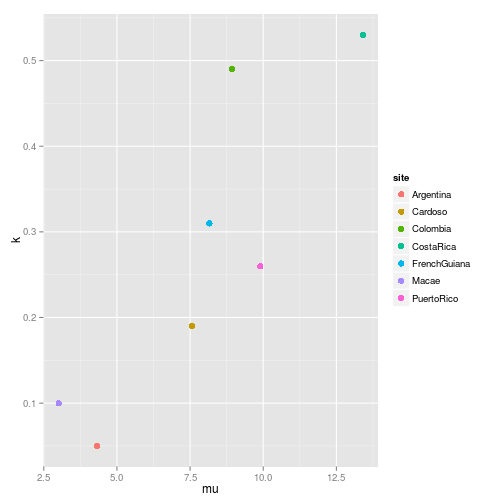 0.5
0.4
0.3
0.2
0.1
k
2.5 5.0 7.5 10.0 12.5
mu
site
Argentina
Cardoso
Colombia
CostaRica
FrenchGuiana
Macae
PuertoRico